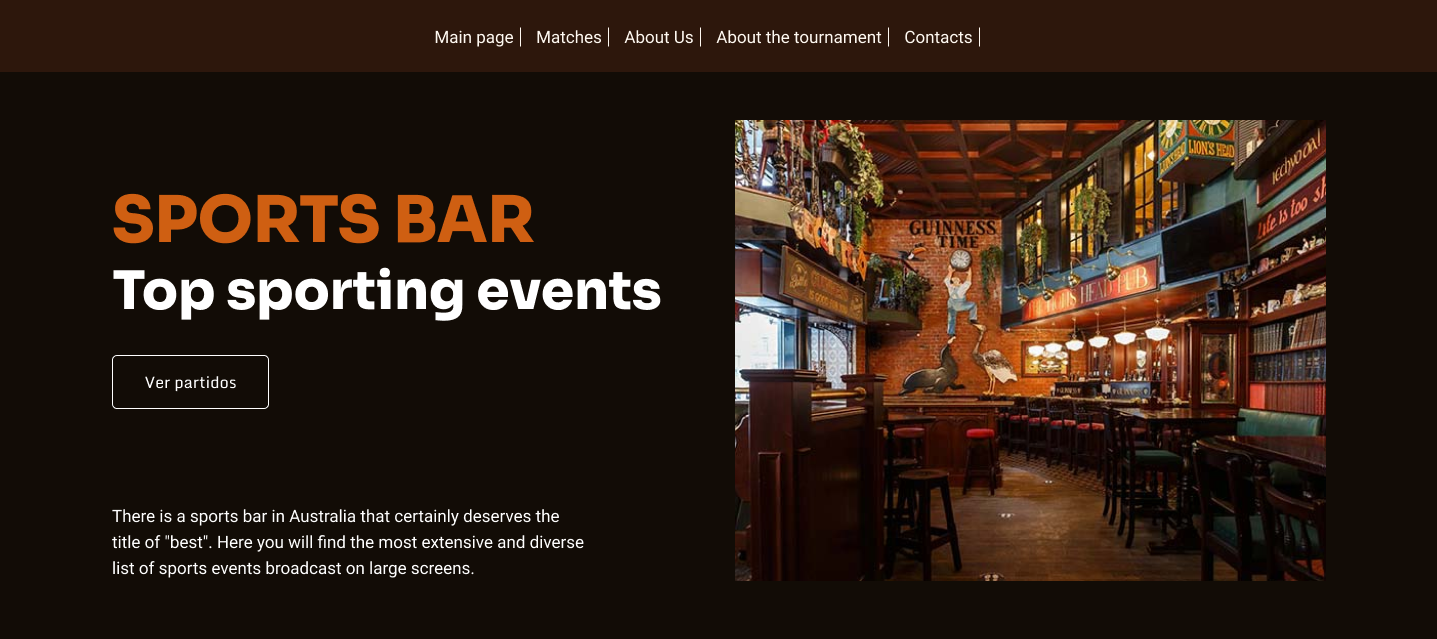 Main page
Matches
About Us
About the tournament
Contacts
SPORTS BAR
Top sporting events
Ver partidos
There is a sports bar in Australia that certainly deserves the
title of "best". Here you will find the most extensive and diverse
list of sports events broadcast on large screens.
GUINNESS
TIME
LION'S HEAD
HEAD PUB
life is too